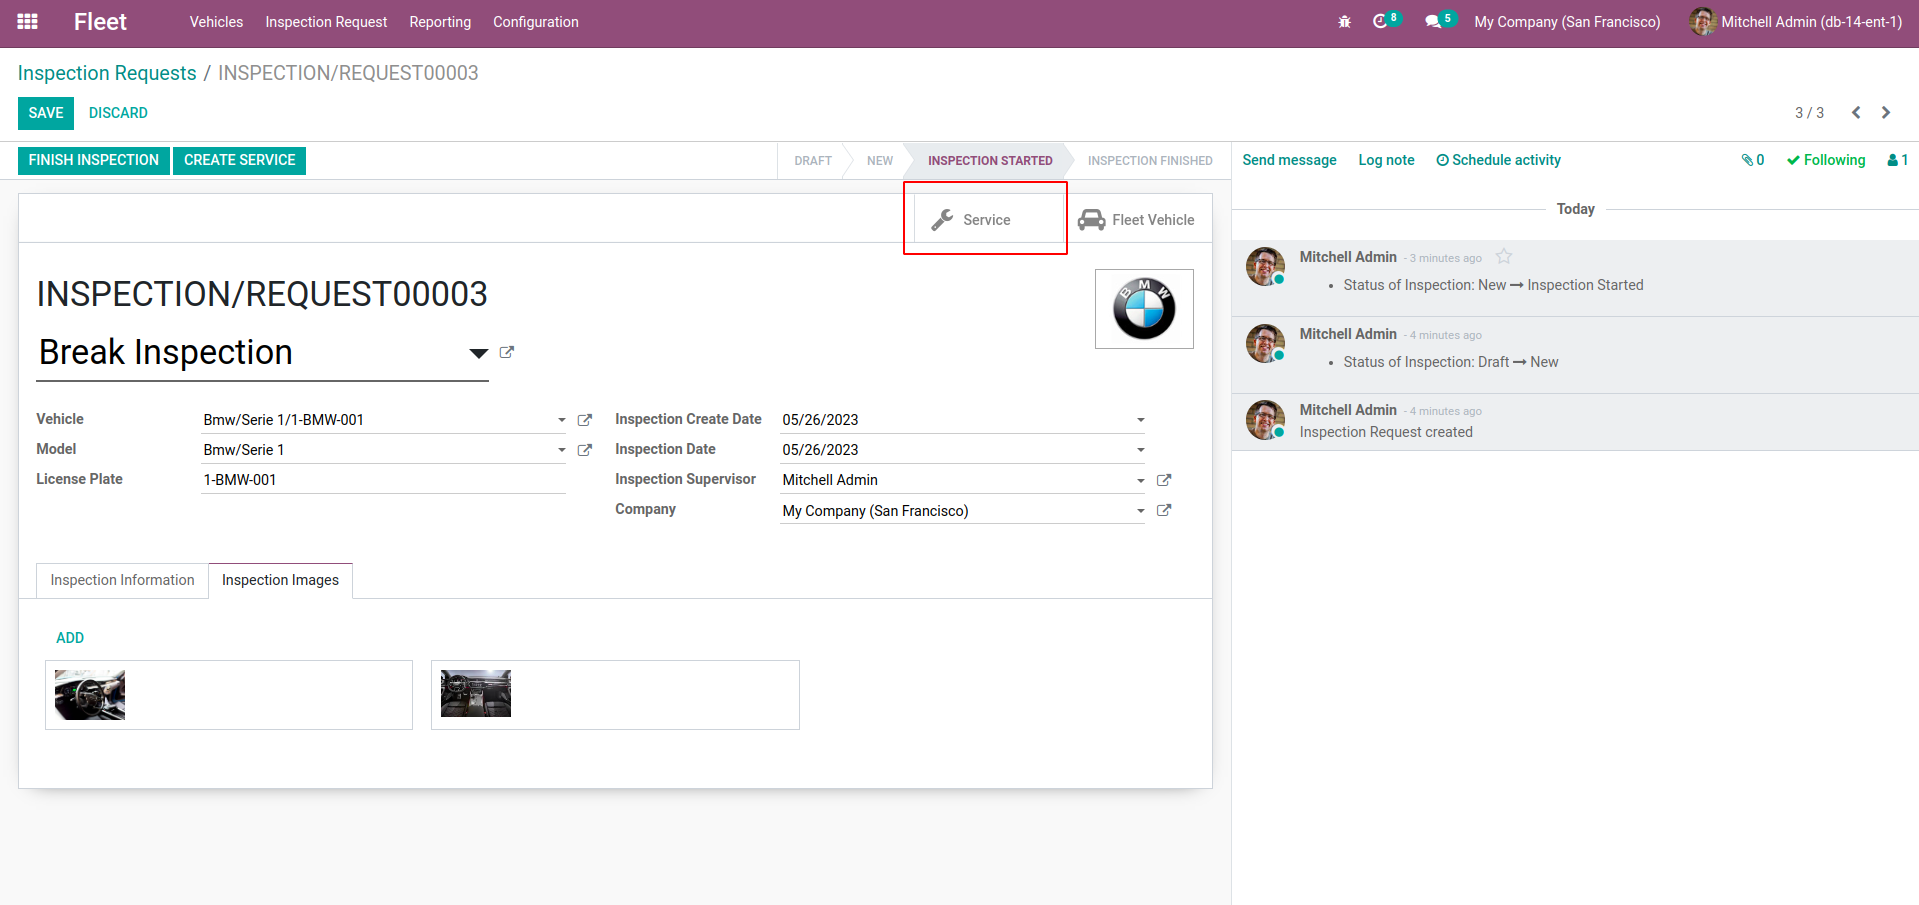 Fleet Vehicles Inspection Request Reporting Configuration 8 5 My Company (San Francisco) Mitchell Admin (db-14-ent-1)
Inspection Requests / INSPECTION/REQUEST00003
SAVE DISCARD 3 / 3
FINISH INSPECTION CREATE SERVICE DRAFT NEW INSPECTION STARTED INSPECTION FINISHED Send message Log note Schedule activity 0 Following 1
Service Fleet Vehicle
INSPECTION/REQUEST00003
BMW
Break Inspection
Vehicle Bmw/Serie 1/1-BMW-001
Model Bmw/Serie 1
License Plate 1-BMW-001
Inspection Create Date 05/26/2023
Inspection Date 05/26/2023
Inspection Supervisor Mitchell Admin
Company My Company (San Francisco)
Inspection Information Inspection Images
ADD
Today
Mitchell Admin - 3 minutes ago
• Status of Inspection: New → Inspection Started
Mitchell Admin - 4 minutes ago
• Status of Inspection: Draft → New
Mitchell Admin - 4 minutes ago
Inspection Request created